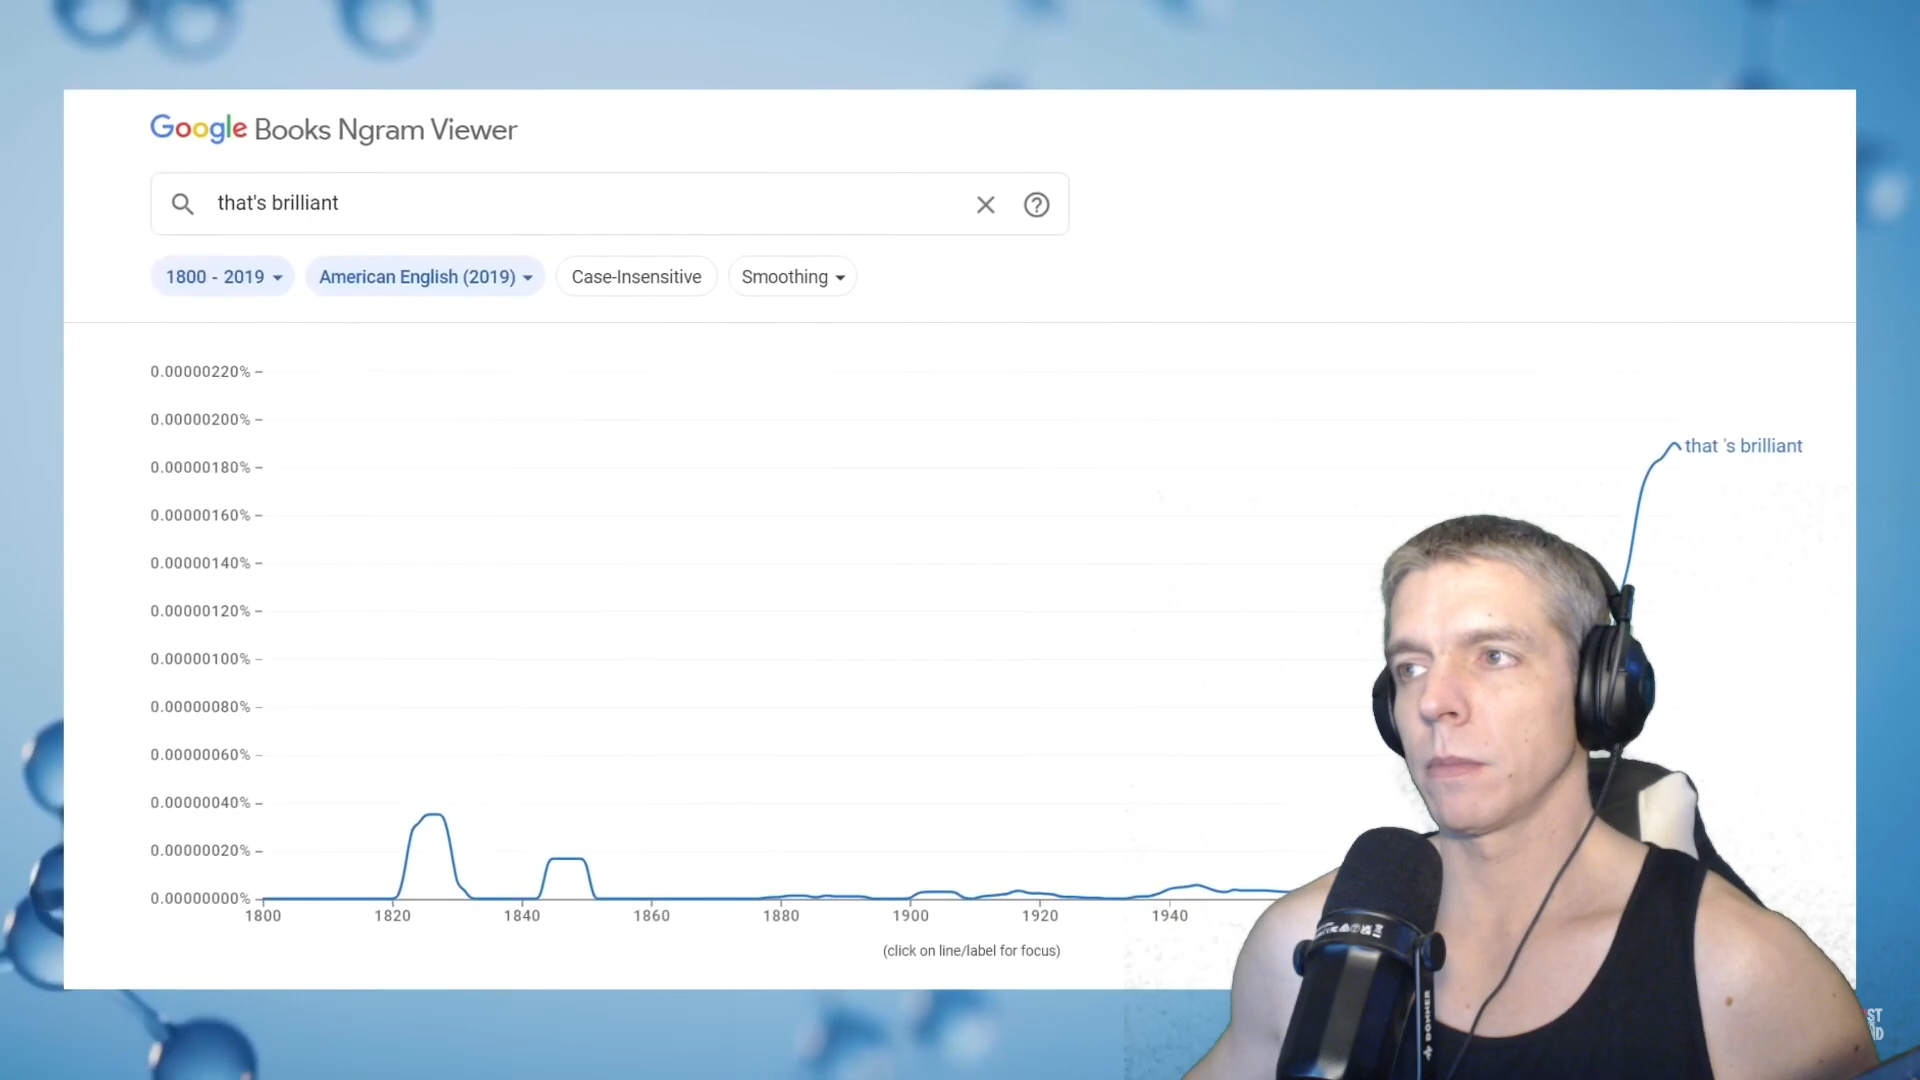 Google Books Ngram Viewer
that's brilliant
1800 - 2019
American English (2019)
Case-Insensitive
Smoothing
0.00000220%
0.00000200%
that 's brilliant
0.00000180%
0.00000160%
0.00000140%
0.00000120%
0.00000100%
0.00000080%
0.00000060%
0.00000040%
0.00000020%
0.00000000%
1800 1820 1840 1860 1880 1900 1920 1940
(click on line/label for focus)
DONNER